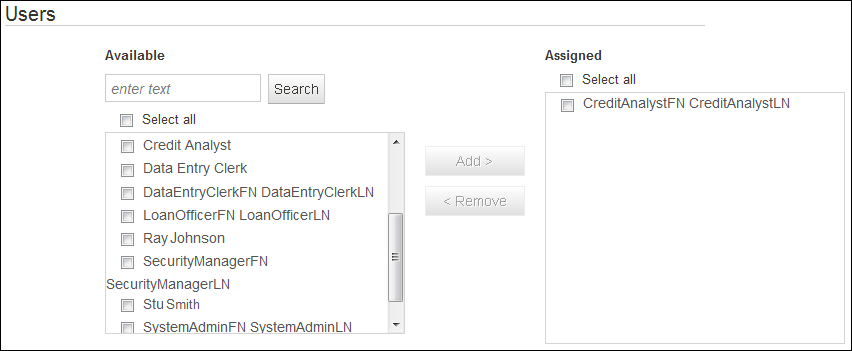 Users
Available
enter text
Search
Select all
Credit Analyst
Data Entry Clerk
DataEntryClerkFN DataEntryClerkLN
LoanOfficerFN LoanOfficerLN
Ray Johnson
SecurityManagerFN
SecurityManagerLN
Stu Smith
SystemAdminFN SystemAdminLN
Add >
< Remove
Assigned
Select all
CreditAnalystFN CreditAnalystLN